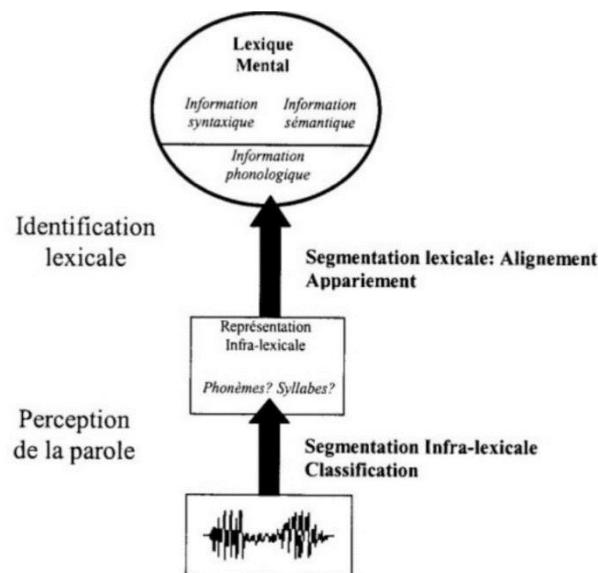 Lexique
Mental
Information Information
syntaxique sémantique
Information
phonologique
Identification
lexicale
Segmentation lexicale: Alignement
Appariement
Représentation
Infra-lexicale
Phonèmes? Syllabes?
Perception
de la parole
Segmentation Infra-lexicale
Classification